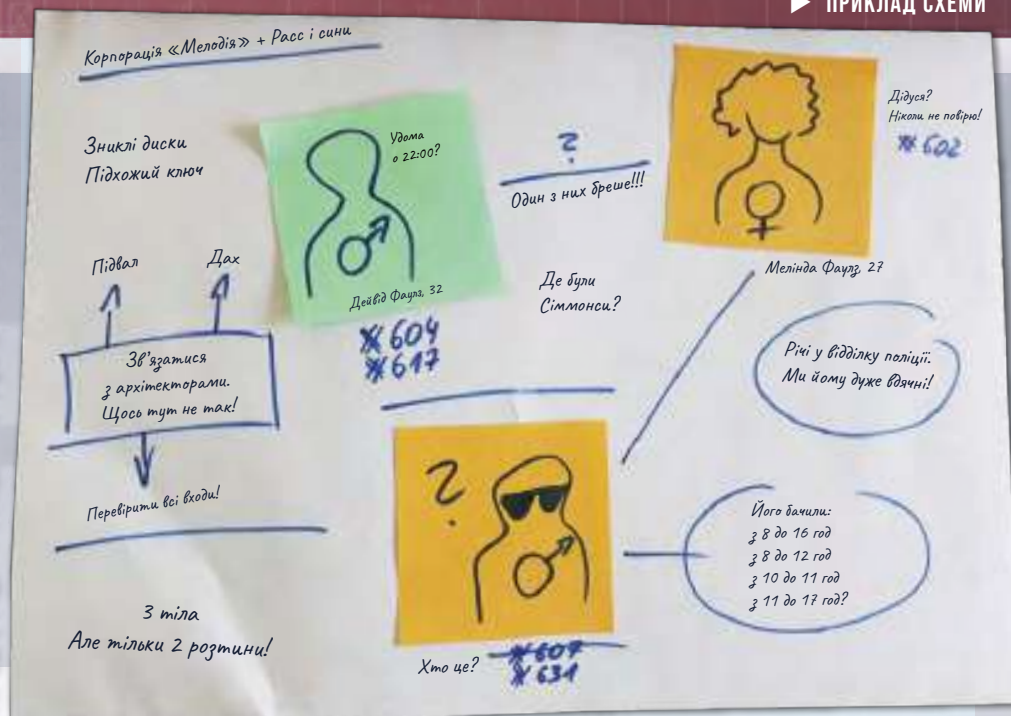 ▶ ПРИКЛАД СХЕМИ
Корпорація «Мелодія» + Расс і сини
Зниклі диски
Підхожий ключ
Удома
о 22:00?
Дейвід Фаулз, 32
# 604
# 617
?
Один з них бреше!!!
Дідуся?
Ніколи не повірю!
# 602
Мелінда Фаулз, 27
Де були
Сіммонси?
Підвал
Дах
Зв'язатися
з архітекторами.
Щось тут не так!
Перевірити всі входи!
Річі у відділку поліції.
Ми йому дуже вдячні!
?
Хто це?
# 607
# 631
Його бачили:
з 8 до 16 год
з 8 до 12 год
з 10 до 11 год
з 11 до 17 год?
3 тіла
Але тільки 2 розтини!